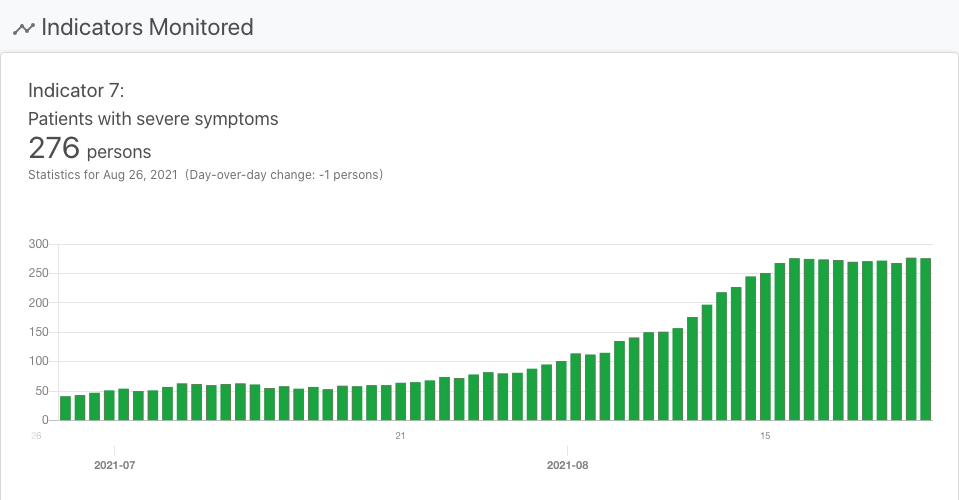 Indicators Monitored
Indicator 7:
Patients with severe symptoms
276 persons
Statistics for Aug 26, 2021 (Day-over-day change: -1 persons)
300
250
200
150
100
50
0
26 21 15
2021-07 2021-08